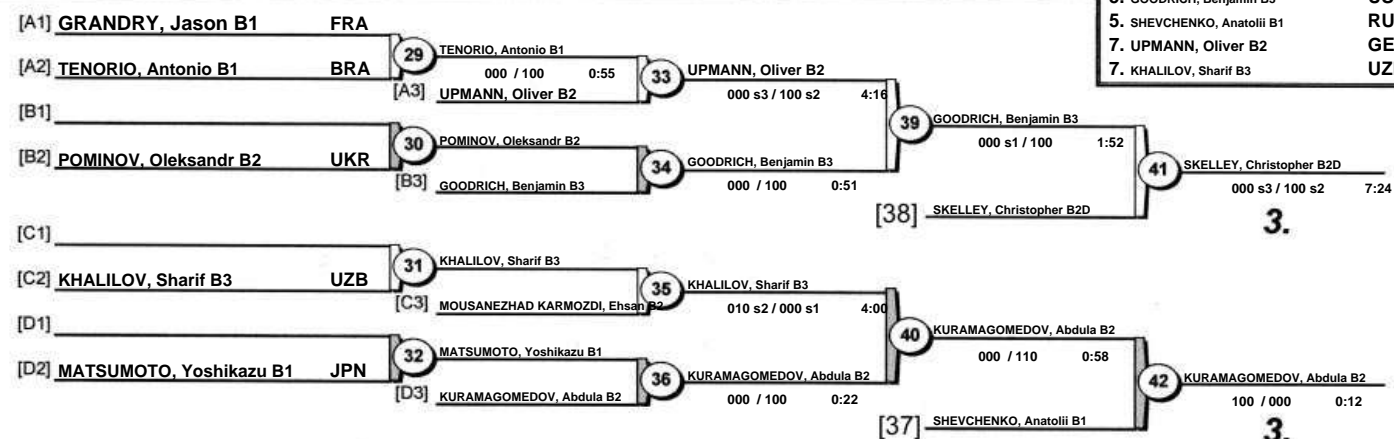 3. GOODRICH, Benjamin B3
5. SHEVCHENKO, Anatolii B1 RU
7. UPMANN, Oliver B2 GE
7. KHALILOV, Sharif B3 UZ
[A1] GRANDRY, Jason B1 FRA
[A2] TENORIO, Antonio B1 BRA
29
TENORIO, Antonio B1
000 / 100 0:55
[A3] UPMANN, Oliver B2
33
UPMANN, Oliver B2
000 s3 / 100 s2 4:16
[B1]
[B2] POMINOV, Oleksandr B2 UKR
30
POMINOV, Oleksandr B2
[B3] GOODRICH, Benjamin B3
34
GOODRICH, Benjamin B3
000 / 100 0:51
39
GOODRICH, Benjamin B3
000 s1 / 100 1:52
[38] SKELLEY, Christopher B2D
41
SKELLEY, Christopher B2D
000 s3 / 100 s2 7:24
3.
[C1]
[C2] KHALILOV, Sharif B3 UZB
31
KHALILOV, Sharif B3
[C3] MOUSANEZHAD KARMOZDI, Ehsan B2
35
KHALILOV, Sharif B3
010 s2 / 000 s1 4:00
[D1]
[D2] MATSUMOTO, Yoshikazu B1 JPN
32
MATSUMOTO, Yoshikazu B1
[D3] KURAMAGOMEDOV, Abdula B2
36
KURAMAGOMEDOV, Abdula B2
000 / 100 0:22
40
KURAMAGOMEDOV, Abdula B2
000 / 110 0:58
[37] SHEVCHENKO, Anatolii B1
42
KURAMAGOMEDOV, Abdula B2
100 / 000 0:12
3.